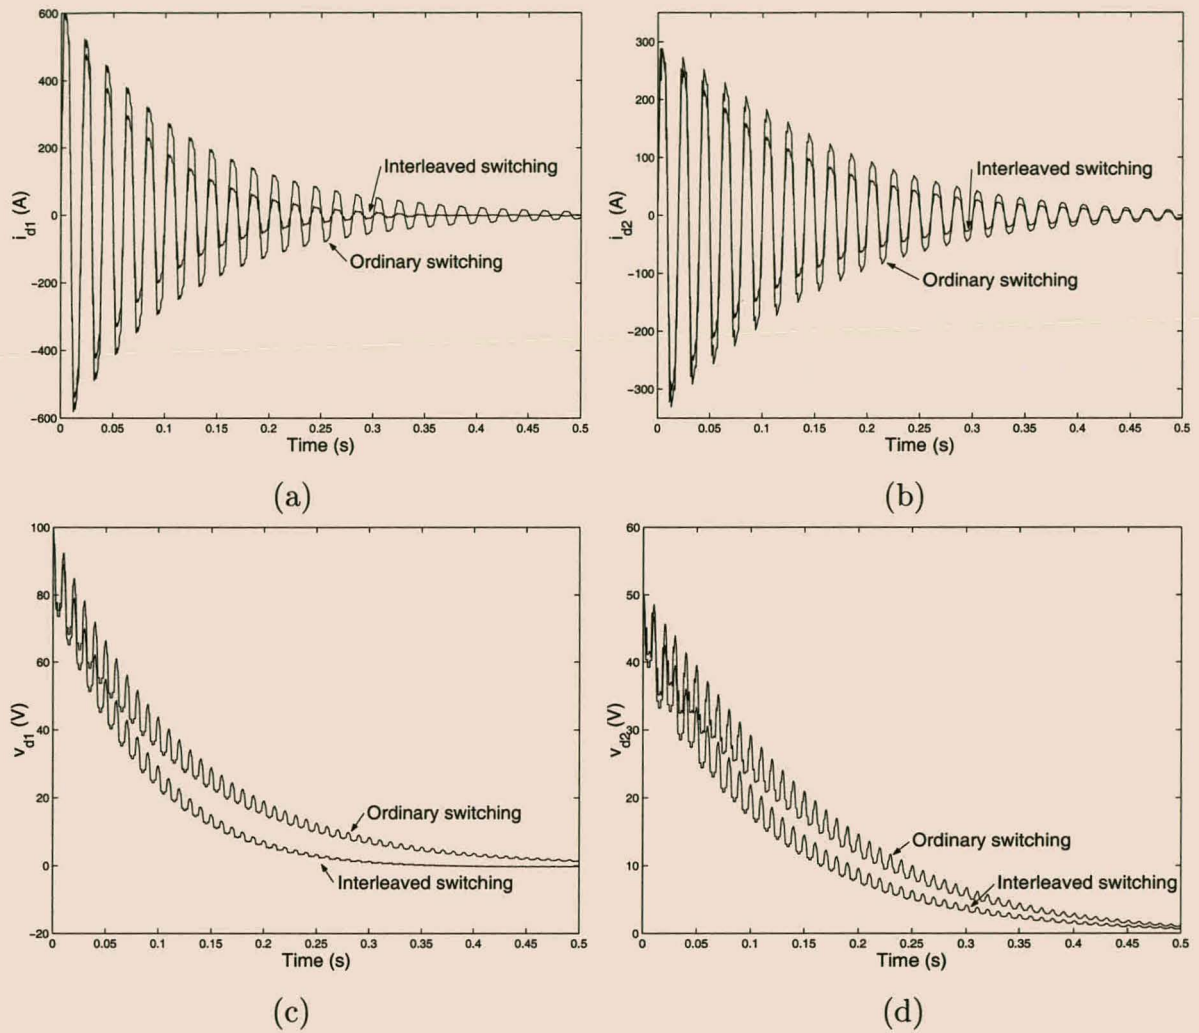 600
400
200
0
-200
-400
-600
i_d1 (A)
Interleaved switching
Ordinary switching
0 0.05 0.1 0.15 0.2 0.25 0.3 0.35 0.4 0.45 0.5
Time (s)
(a)
300
200
100
0
-100
-200
-300
i_d2 (A)
Interleaved switching
Ordinary switching
0 0.05 0.1 0.15 0.2 0.25 0.3 0.35 0.4 0.45 0.5
Time (s)
(b)
100
80
60
40
20
0
-20
v_d1 (V)
Ordinary switching
Interleaved switching
0 0.05 0.1 0.15 0.2 0.25 0.3 0.35 0.4 0.45 0.5
Time (s)
(c)
60
50
40
30
20
10
0
v_d2 (V)
Ordinary switching
Interleaved switching
0 0.05 0.1 0.15 0.2 0.25 0.3 0.35 0.4 0.45 0.5
Time (s)
(d)